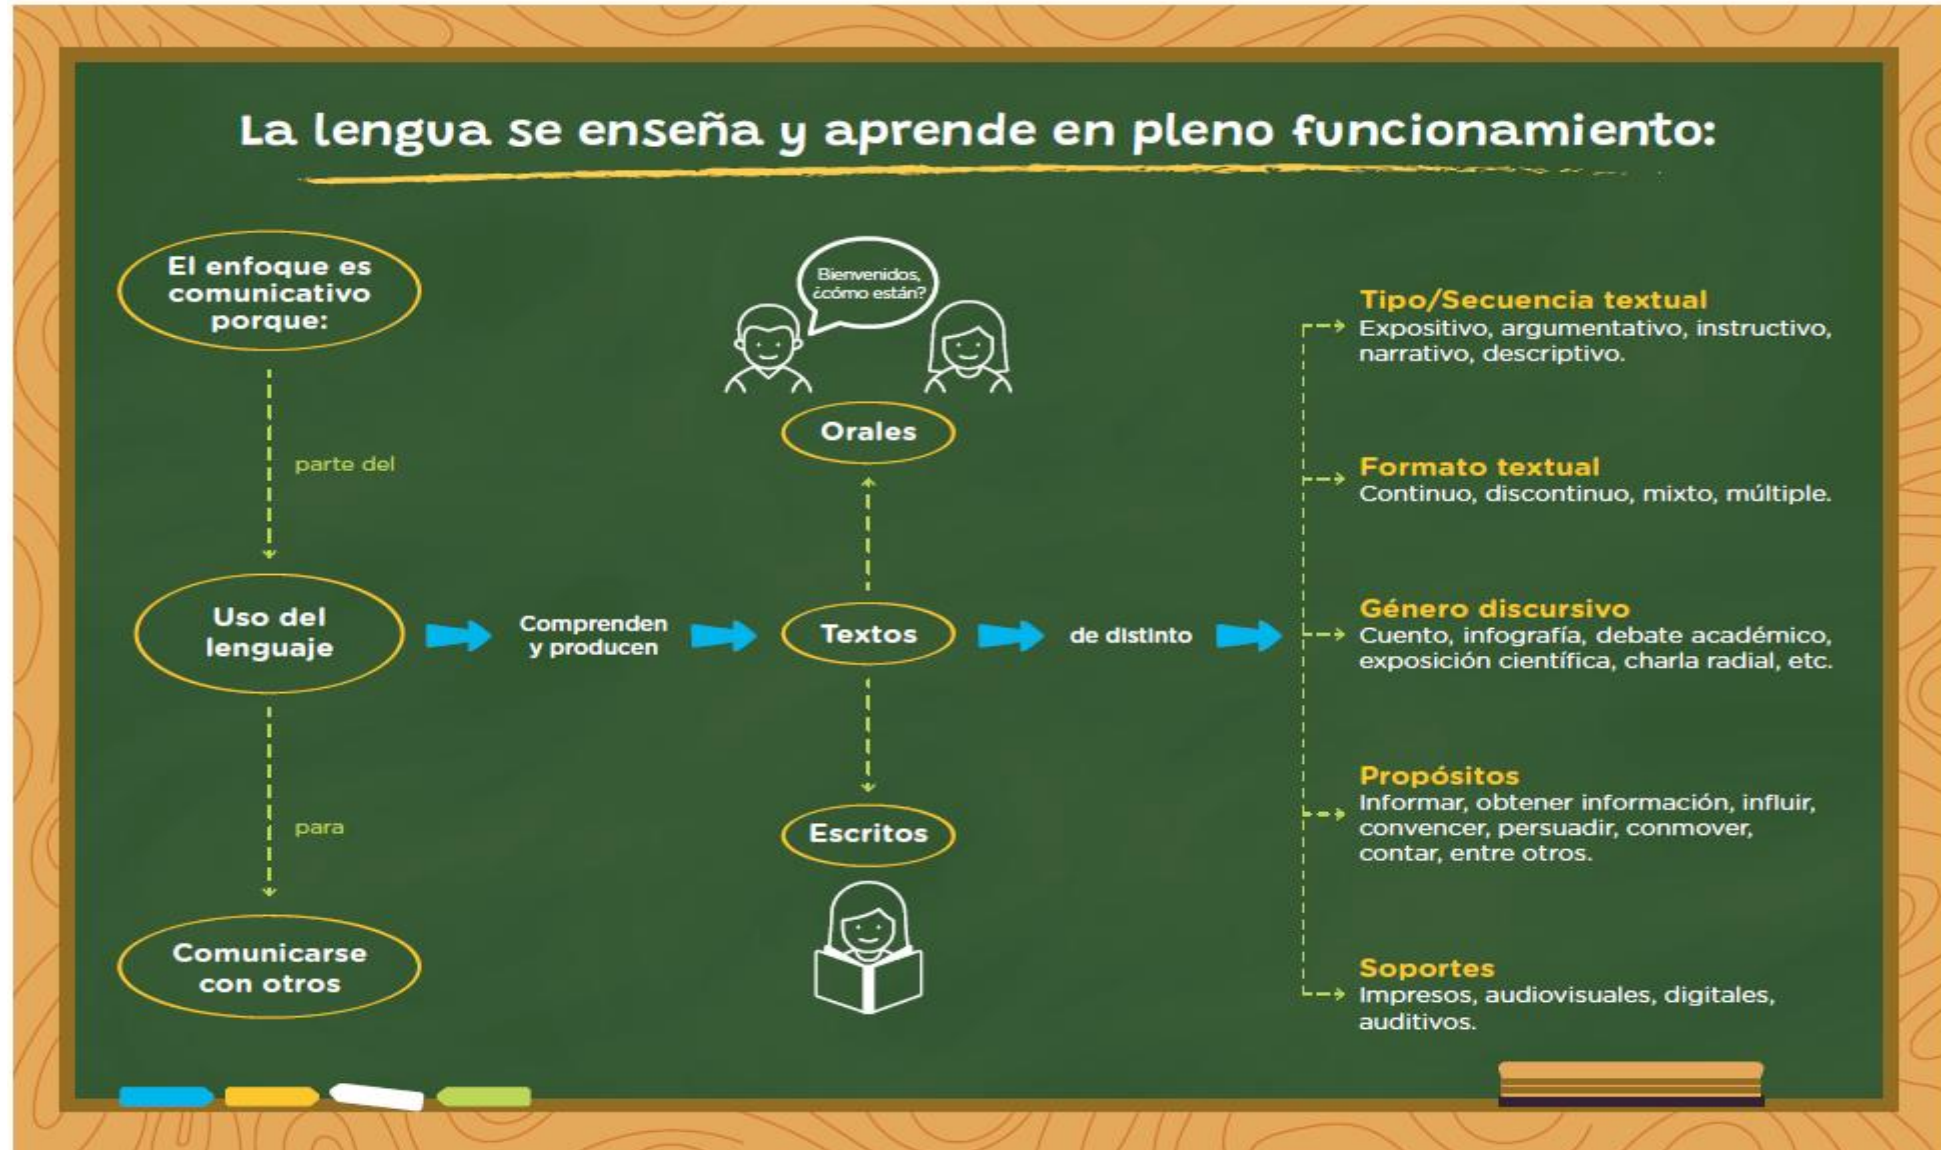 La lengua se enseña y aprende en pleno funcionamiento:
El enfoque es
comunicativo
porque:
parte del
Uso del
lenguaje
para
Comunicarse
con otros
Comprenden
y producen
Bienvenidos,
¿cómo están?
Orales
Textos
Escritos
de distinto
Tipo/Secuencia textual
Expositivo, argumentativo, instructivo,
narrativo, descriptivo.
Formato textual
Continuo, discontinuo, mixto, múltiple.
Género discursivo
Cuento, infografía, debate académico,
exposición científica, charla radial, etc.
Propósitos
Informar, obtener información, influir,
convencer, persuadir, conmover,
contar, entre otros.
Soportes
Impresos, audiovisuales, digitales,
auditivos.